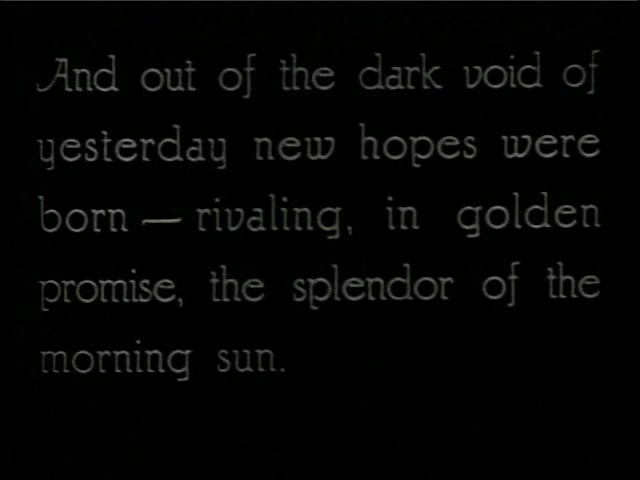 And out of the dark void of
yesterday new hopes were
born — rivaling, in golden
promise, the splendor of the
morning sun.